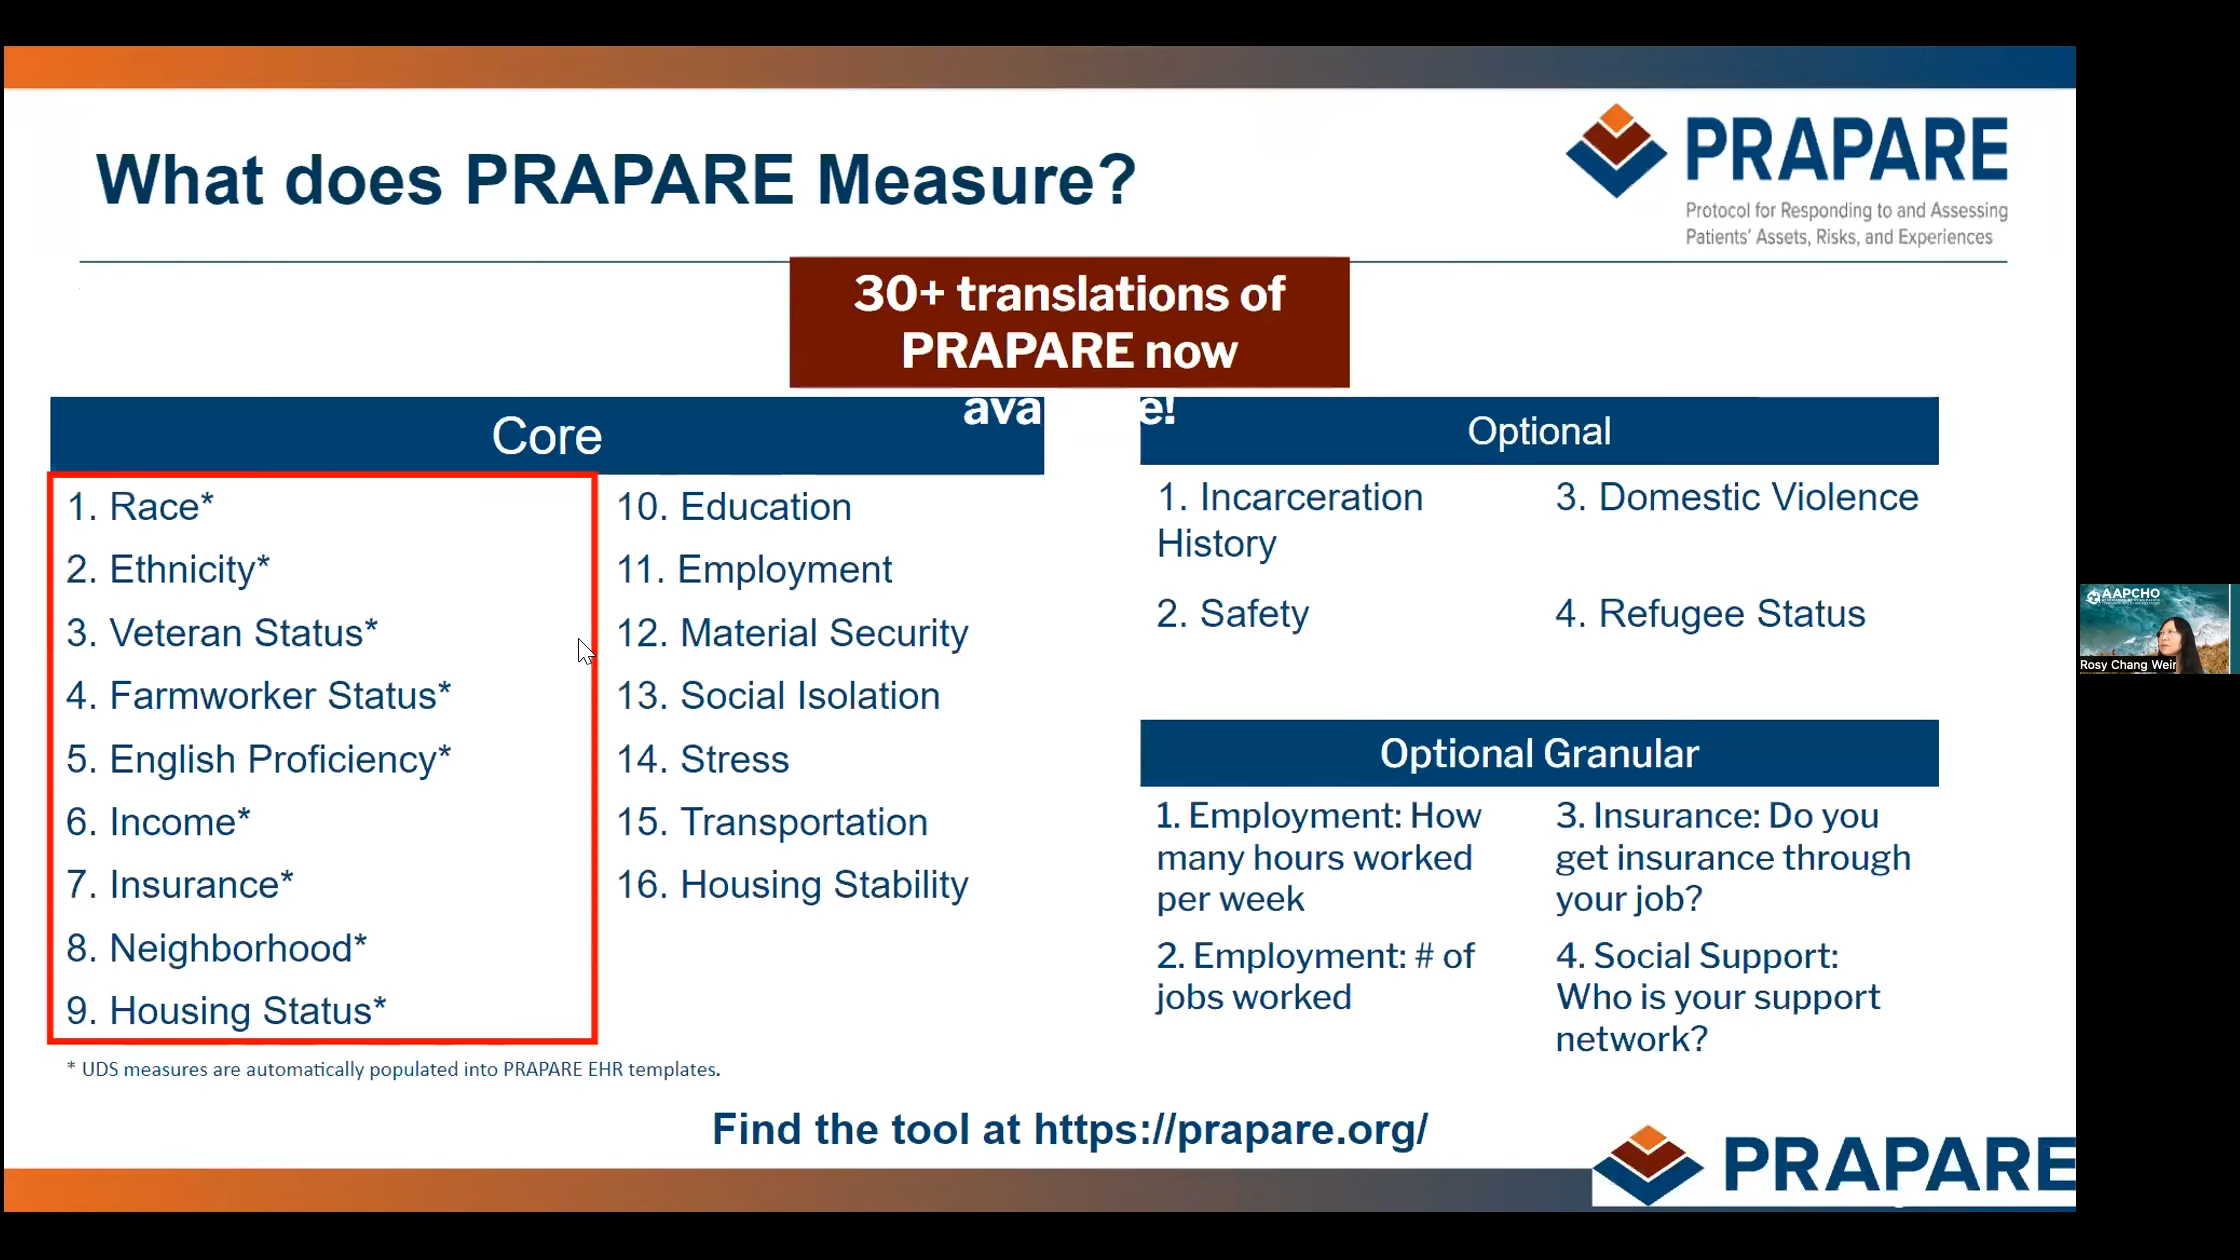 What does PRAPARE Measure?
PRAPARE
Protocol for Responding to and Assessing
Patients' Assets, Risks, and Experiences
30+ translations of
PRAPARE now
ava e!
Core
1. Race*
2. Ethnicity*
3. Veteran Status*
4. Farmworker Status*
5. English Proficiency*
6. Income*
7. Insurance*
8. Neighborhood*
9. Housing Status*
10. Education
11. Employment
12. Material Security
13. Social Isolation
14. Stress
15. Transportation
16. Housing Stability
* UDS measures are automatically populated into PRAPARE EHR templates.
Optional
1. Incarceration
History
2. Safety
3. Domestic Violence
4. Refugee Status
Optional Granular
1. Employment: How
many hours worked
per week
2. Employment: # of
jobs worked
3. Insurance: Do you
get insurance through
your job?
4. Social Support:
Who is your support
network?
Find the tool at https://prapare.org/
PRAPARE
AAPCHO
Rosy Chang Weir